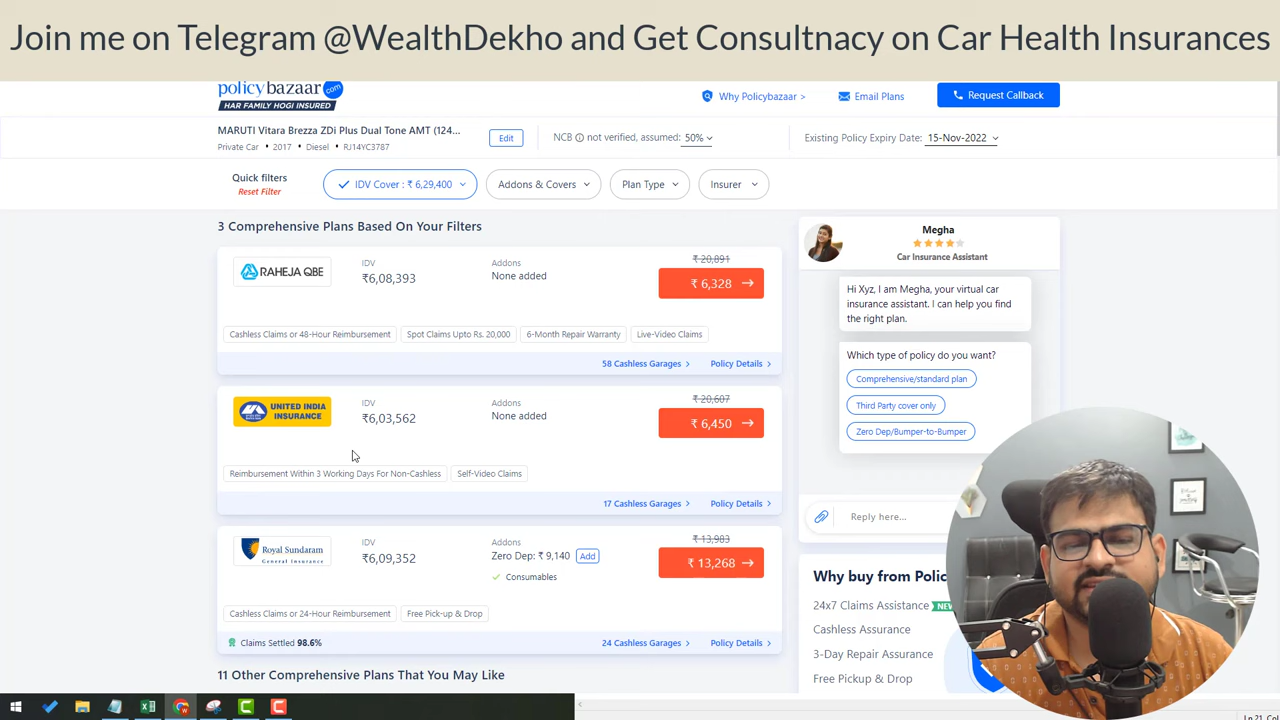 Join me on Telegram @WealthDekho and Get Consultnacy on Car Health Insurances
policybazaar.com
HAR FAMILY HOGI INSURED
Why Policybazaar >
Email Plans
Request Callback
MARUTI Vitara Brezza ZDi Plus Dual Tone AMT (124...
Private Car • 2017 • Diesel • RJ14YC3787
Edit
NCB not verified, assumed: 50%
Existing Policy Expiry Date: 15-Nov-2022
Quick filters
Reset Filter
IDV Cover : ₹ 6,29,400
Addons & Covers
Plan Type
Insurer
3 Comprehensive Plans Based On Your Filters
RAHEJA QBE
IDV
₹6,08,393
Addons
None added
₹ 20,891
₹ 6,328
Cashless Claims or 48-Hour Reimbursement
Spot Claims Upto Rs. 20,000
6-Month Repair Warranty
Live-Video Claims
58 Cashless Garages >
Policy Details >
UNITED INDIA
INSURANCE
IDV
₹6,03,562
Addons
None added
₹ 20,607
₹ 6,450
Reimbursement Within 3 Working Days For Non-Cashless
Self-Video Claims
17 Cashless Garages >
Policy Details >
Royal Sundaram
General Insurance
IDV
₹6,09,352
Addons
Zero Dep: ₹ 9,140 Add
Consumables
₹ 13,983
₹ 13,268
Cashless Claims or 24-Hour Reimbursement
Free Pick-up & Drop
Claims Settled 98.6%
24 Cashless Garages >
Policy Details >
11 Other Comprehensive Plans That You May Like
Megha
Car Insurance Assistant
Hi Xyz, I am Megha, your virtual car
insurance assistant. I can help you find
the right plan.
Which type of policy do you want?
Comprehensive/standard plan
Third Party cover only
Zero Dep/Bumper-to-Bumper
Reply here...
Why buy from Polic
24x7 Claims Assistance NEW
Cashless Assurance
3-Day Repair Assurance
Free Pickup & Drop
Ln 21, Col